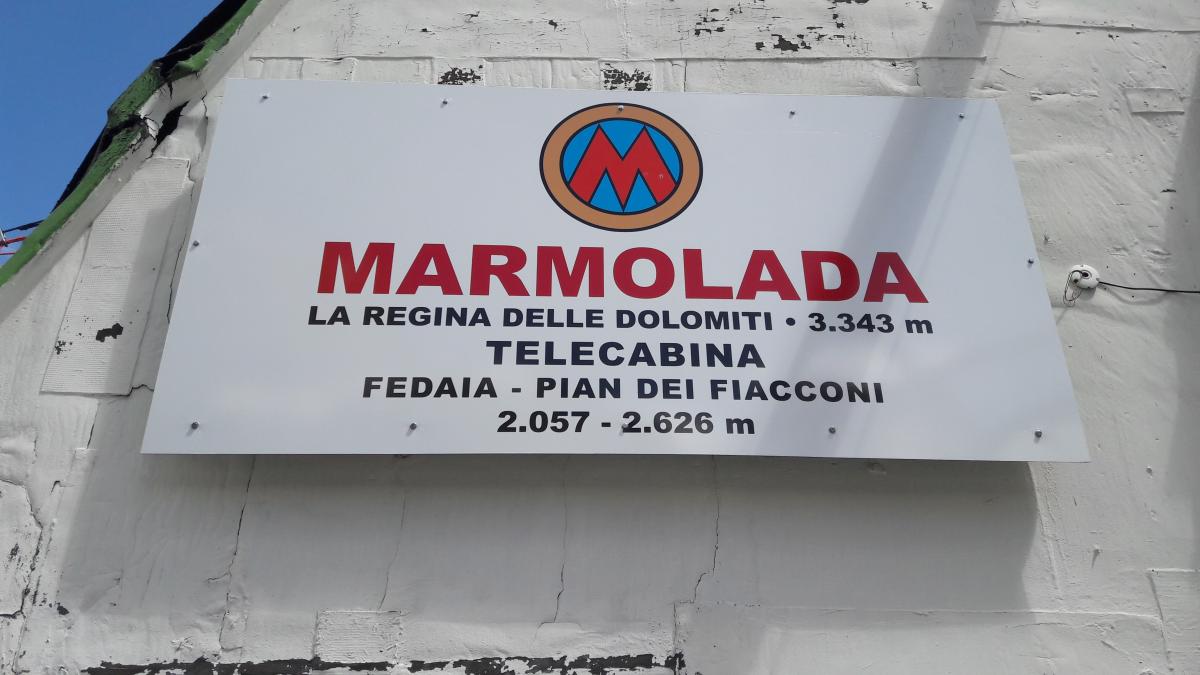 M
MARMOLADA
LA REGINA DELLE DOLOMITI • 3.343 m
TELECABINA
FEDAIA - PIAN DEI FIACCONI
2.057 - 2.626 m